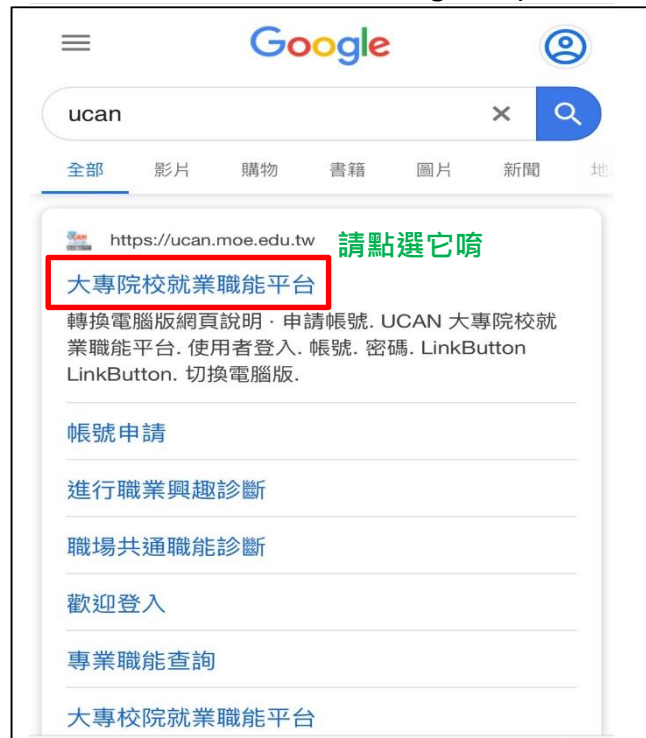 Google
ucan
全部 影片 購物 書籍 圖片 新聞
https://ucan.moe.edu.tw 請點選它唷
大專院校就業職能平台
轉換電腦版網頁說明 · 申請帳號. UCAN 大專院校就
業職能平台. 使用者登入. 帳號. 密碼. LinkButton
LinkButton. 切換電腦版.
帳號申請
進行職業興趣診斷
職場共通職能診斷
歡迎登入
專業職能查詢
大專校院就業職能平台